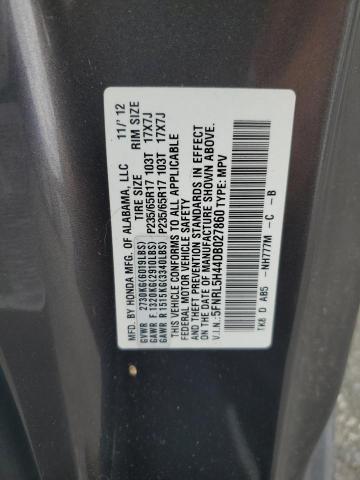 MFD. BY HONDA MFG. OF ALABAMA, LLC 11/'12
TIRE SIZE RIM SIZE
GVWR 2730KG(6019LBS)
GAWR F 1320KG(2910LBS) P235/65R17 103T 17X7J
GAWR R 1515KG(3340LBS) P235/65R17 103T 17X7J
THIS VEHICLE CONFORMS TO ALL APPLICABLE
FEDERAL MOTOR VEHICLE SAFETY AND
THEFT PREVENTION STANDARDS IN EFFECT
ON THE DATE OF MANUFACTURE SHOWN ABOVE.
V.I.N.:5FNRL5H44DB027860 TYPE: MPV
TK8 D AB5 -NH777M -C -B